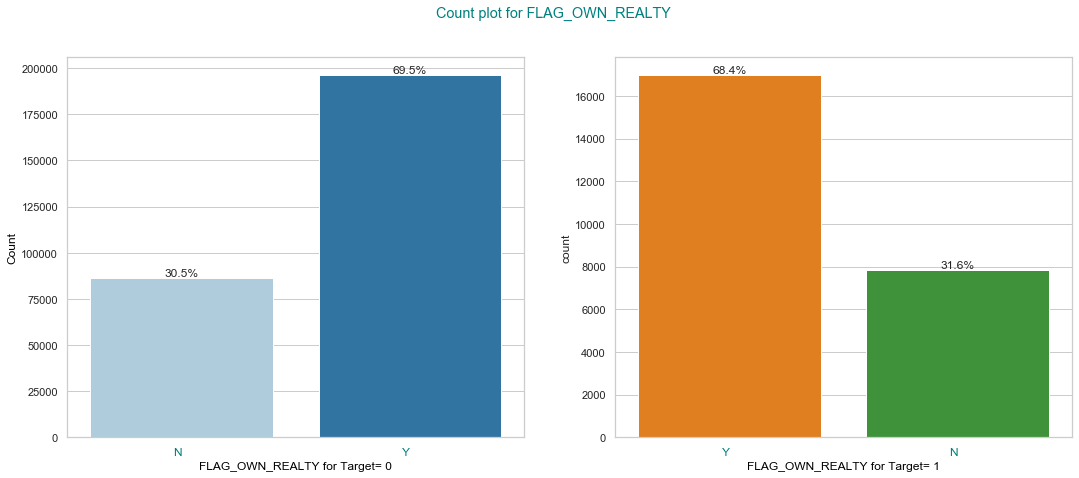 Count plot for FLAG_OWN_REALTY
200000
175000
150000
125000
100000
75000
50000
25000
0
Count
30.5%
69.5%
N
Y
FLAG_OWN_REALTY for Target= 0
16000
14000
12000
10000
8000
6000
4000
2000
0
count
68.4%
31.6%
Y
N
FLAG_OWN_REALTY for Target= 1